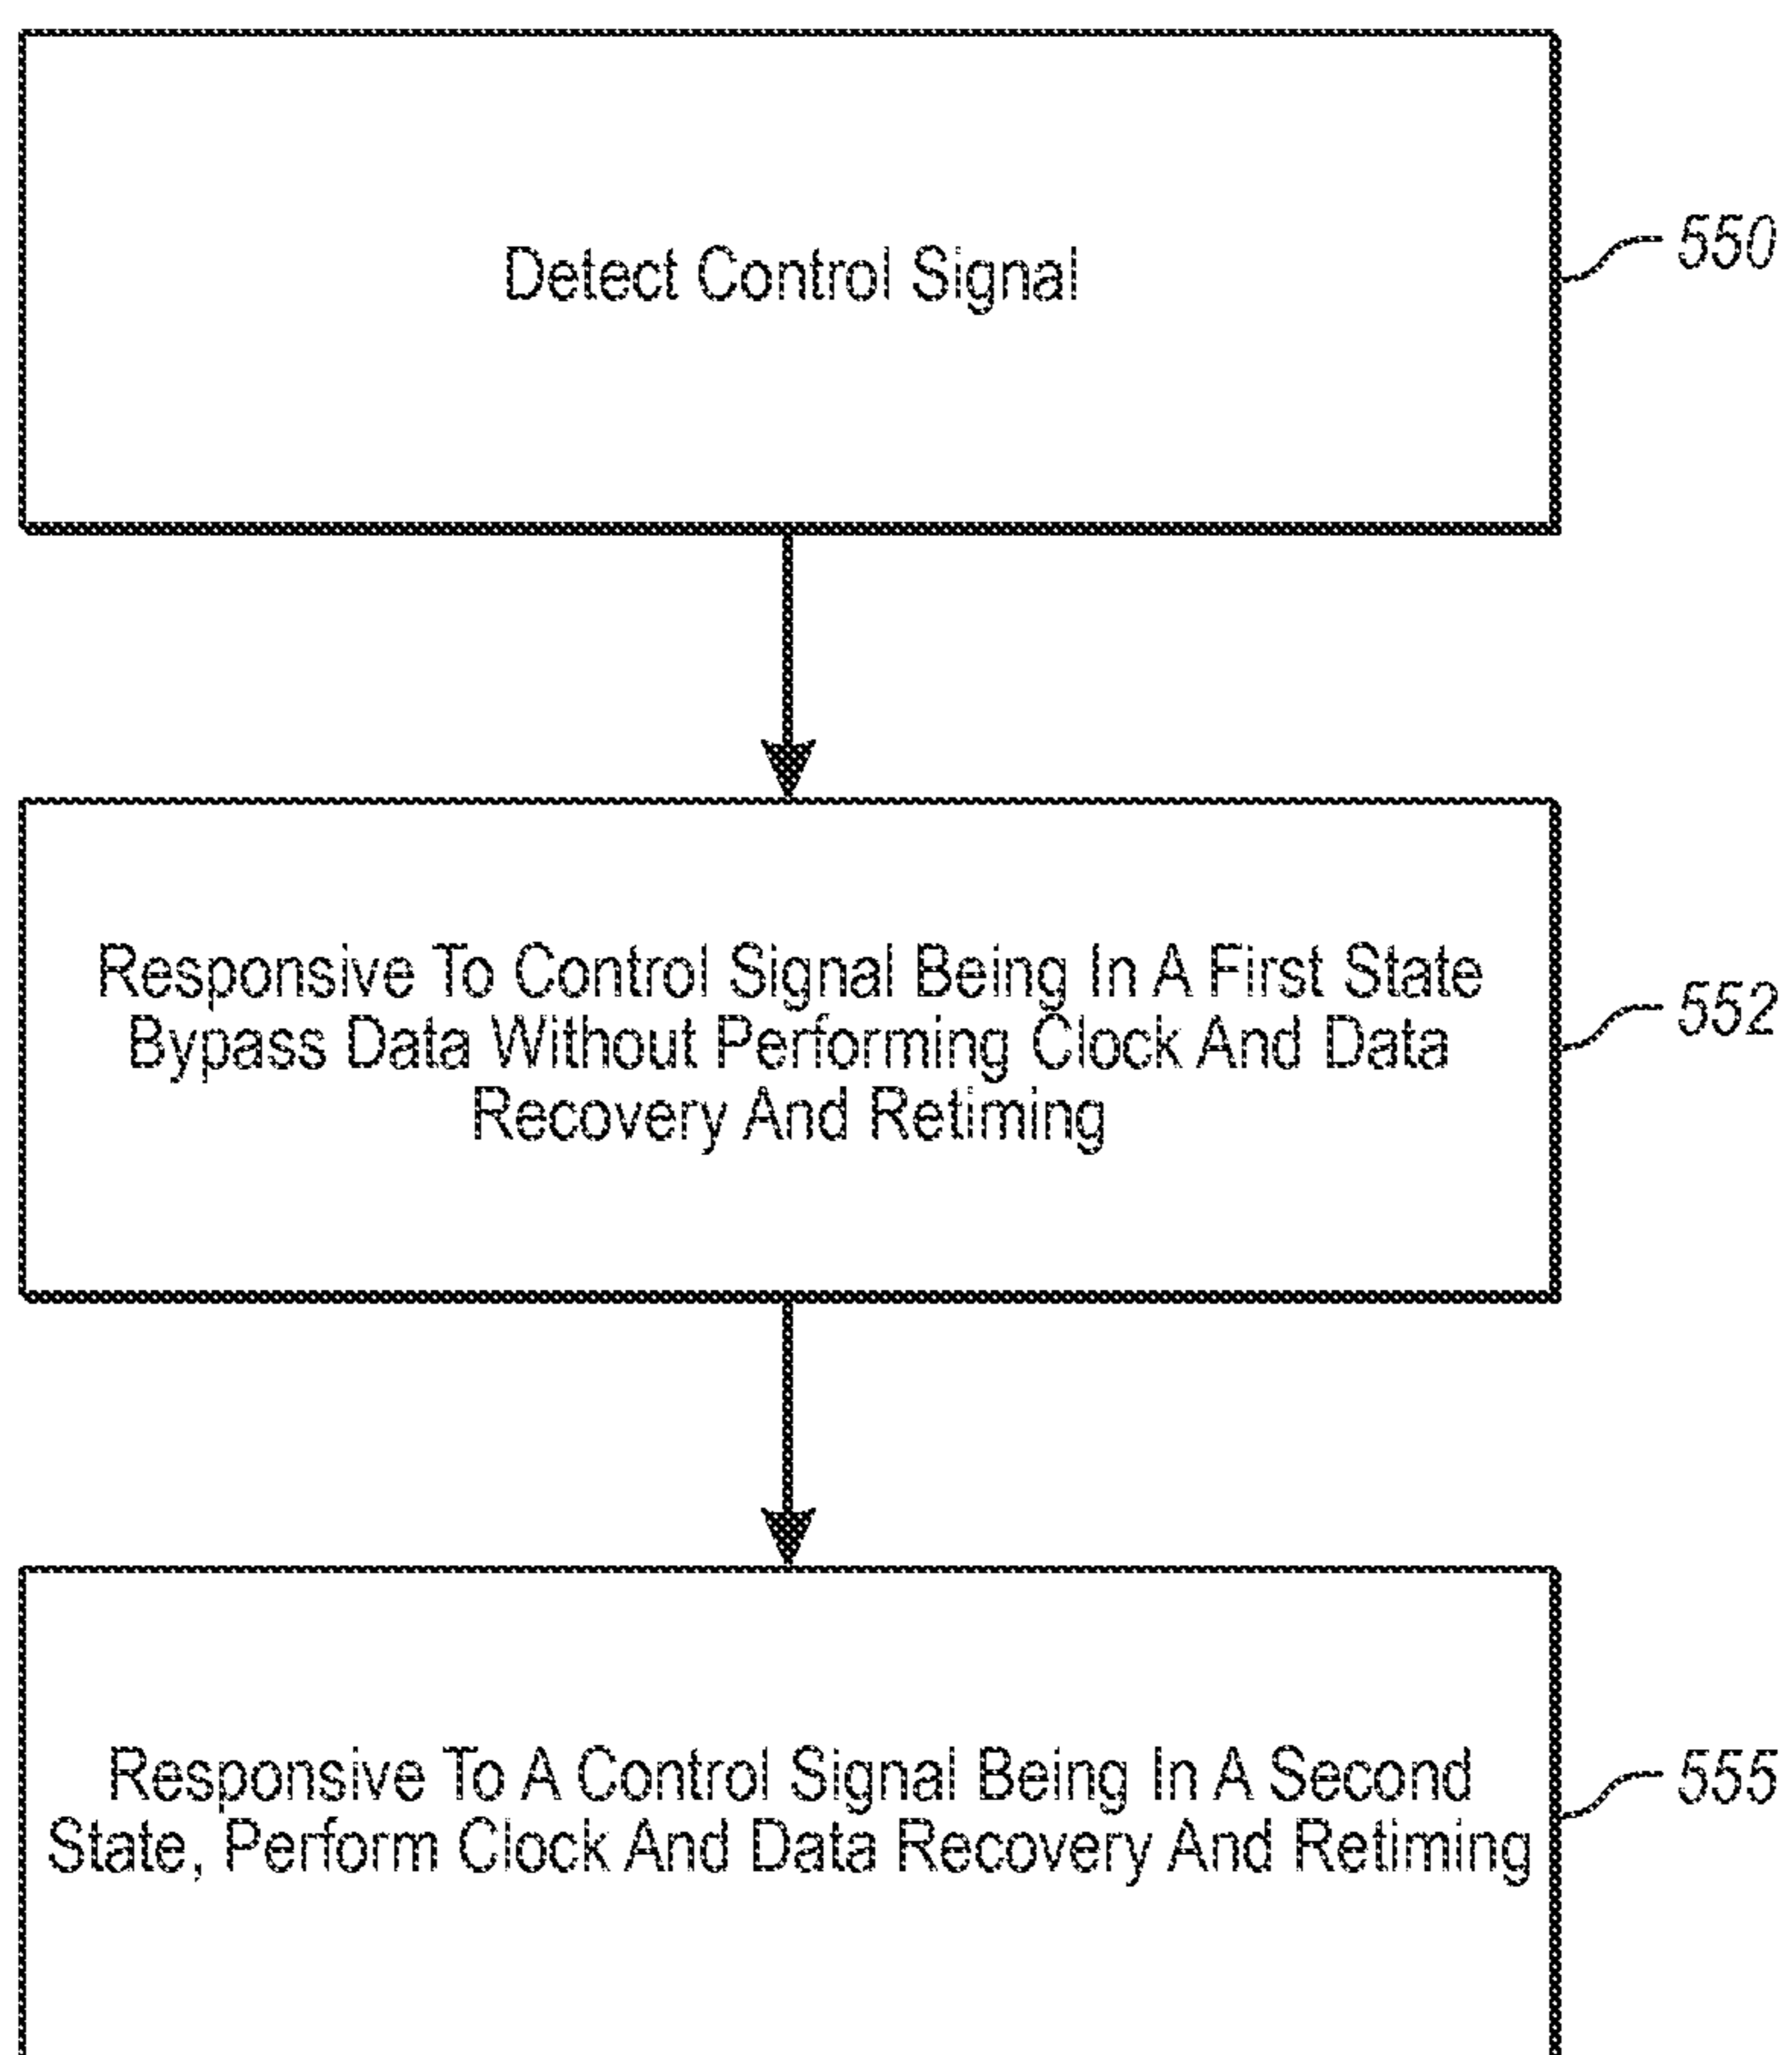 Detect Control Signal
550
Responsive To Control Signal Being In A First State
Bypass Data Without Performing Clock And Data
Recovery And Retiming
552
Responsive To A Control Signal Being In A Second
State, Perform Clock And Data Recovery And Retiming
555